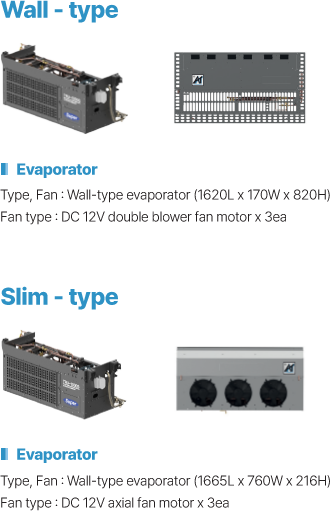 Wall - type
Evaporator
Type, Fan : Wall-type evaporator (1620L x 170W x 820H)
Fan type : DC 12V double blower fan motor x 3ea
Slim - type
Evaporator
Type, Fan : Wall-type evaporator (1665L x 760W x 216H)
Fan type : DC 12V axial fan motor x 3ea